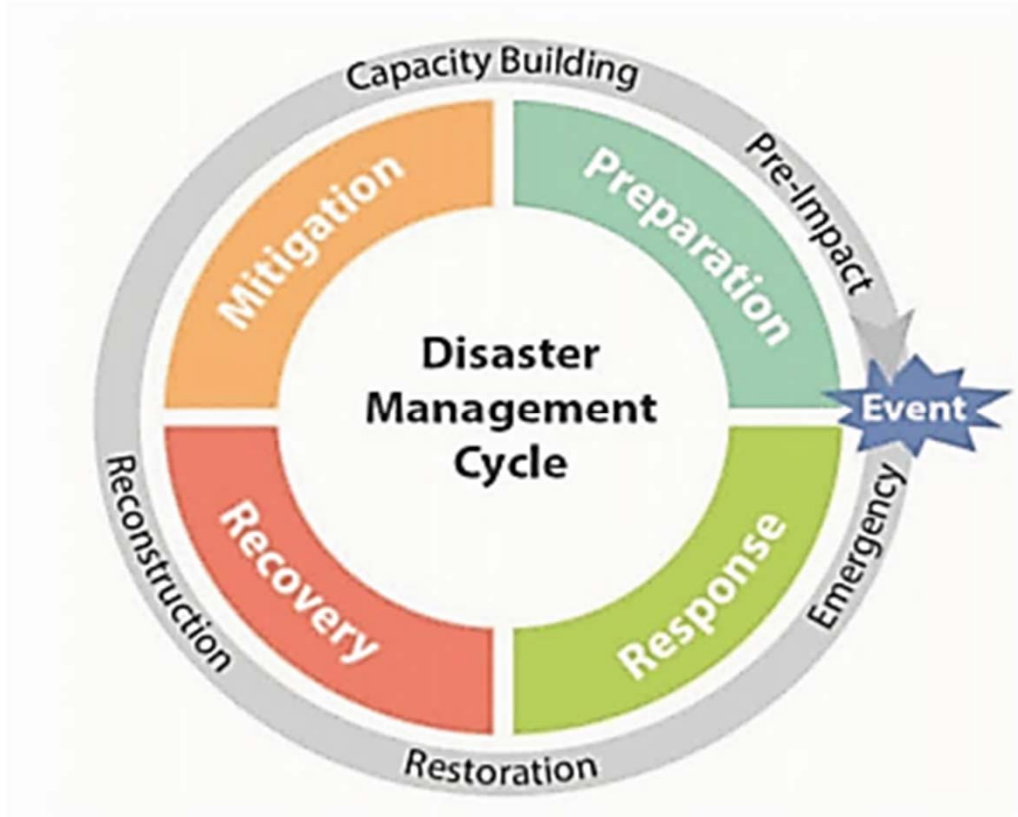 Capacity Building
Pre-Impact
Mitigation
Preparation
Disaster
Management
Cycle
Event
Emergency
Reconstruction
Recovery
Response
Restoration